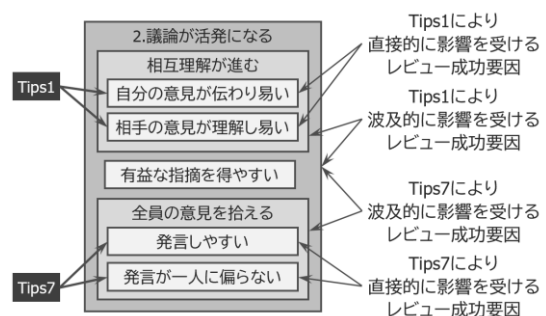 2.議論が活発になる
相互理解が進む
自分の意見が伝わり易い
相手の意見が理解し易い
有益な指摘を得やすい
全員の意見を拾える
発言しやすい
発言が一人に偏らない
Tips1
Tips7
Tips1により
直接的に影響を受ける
レビュー成功要因
Tips1により
波及的に影響を受ける
レビュー成功要因
Tips7により
波及的に影響を受ける
レビュー成功要因
Tips7により
直接的に影響を受ける
レビュー成功要因